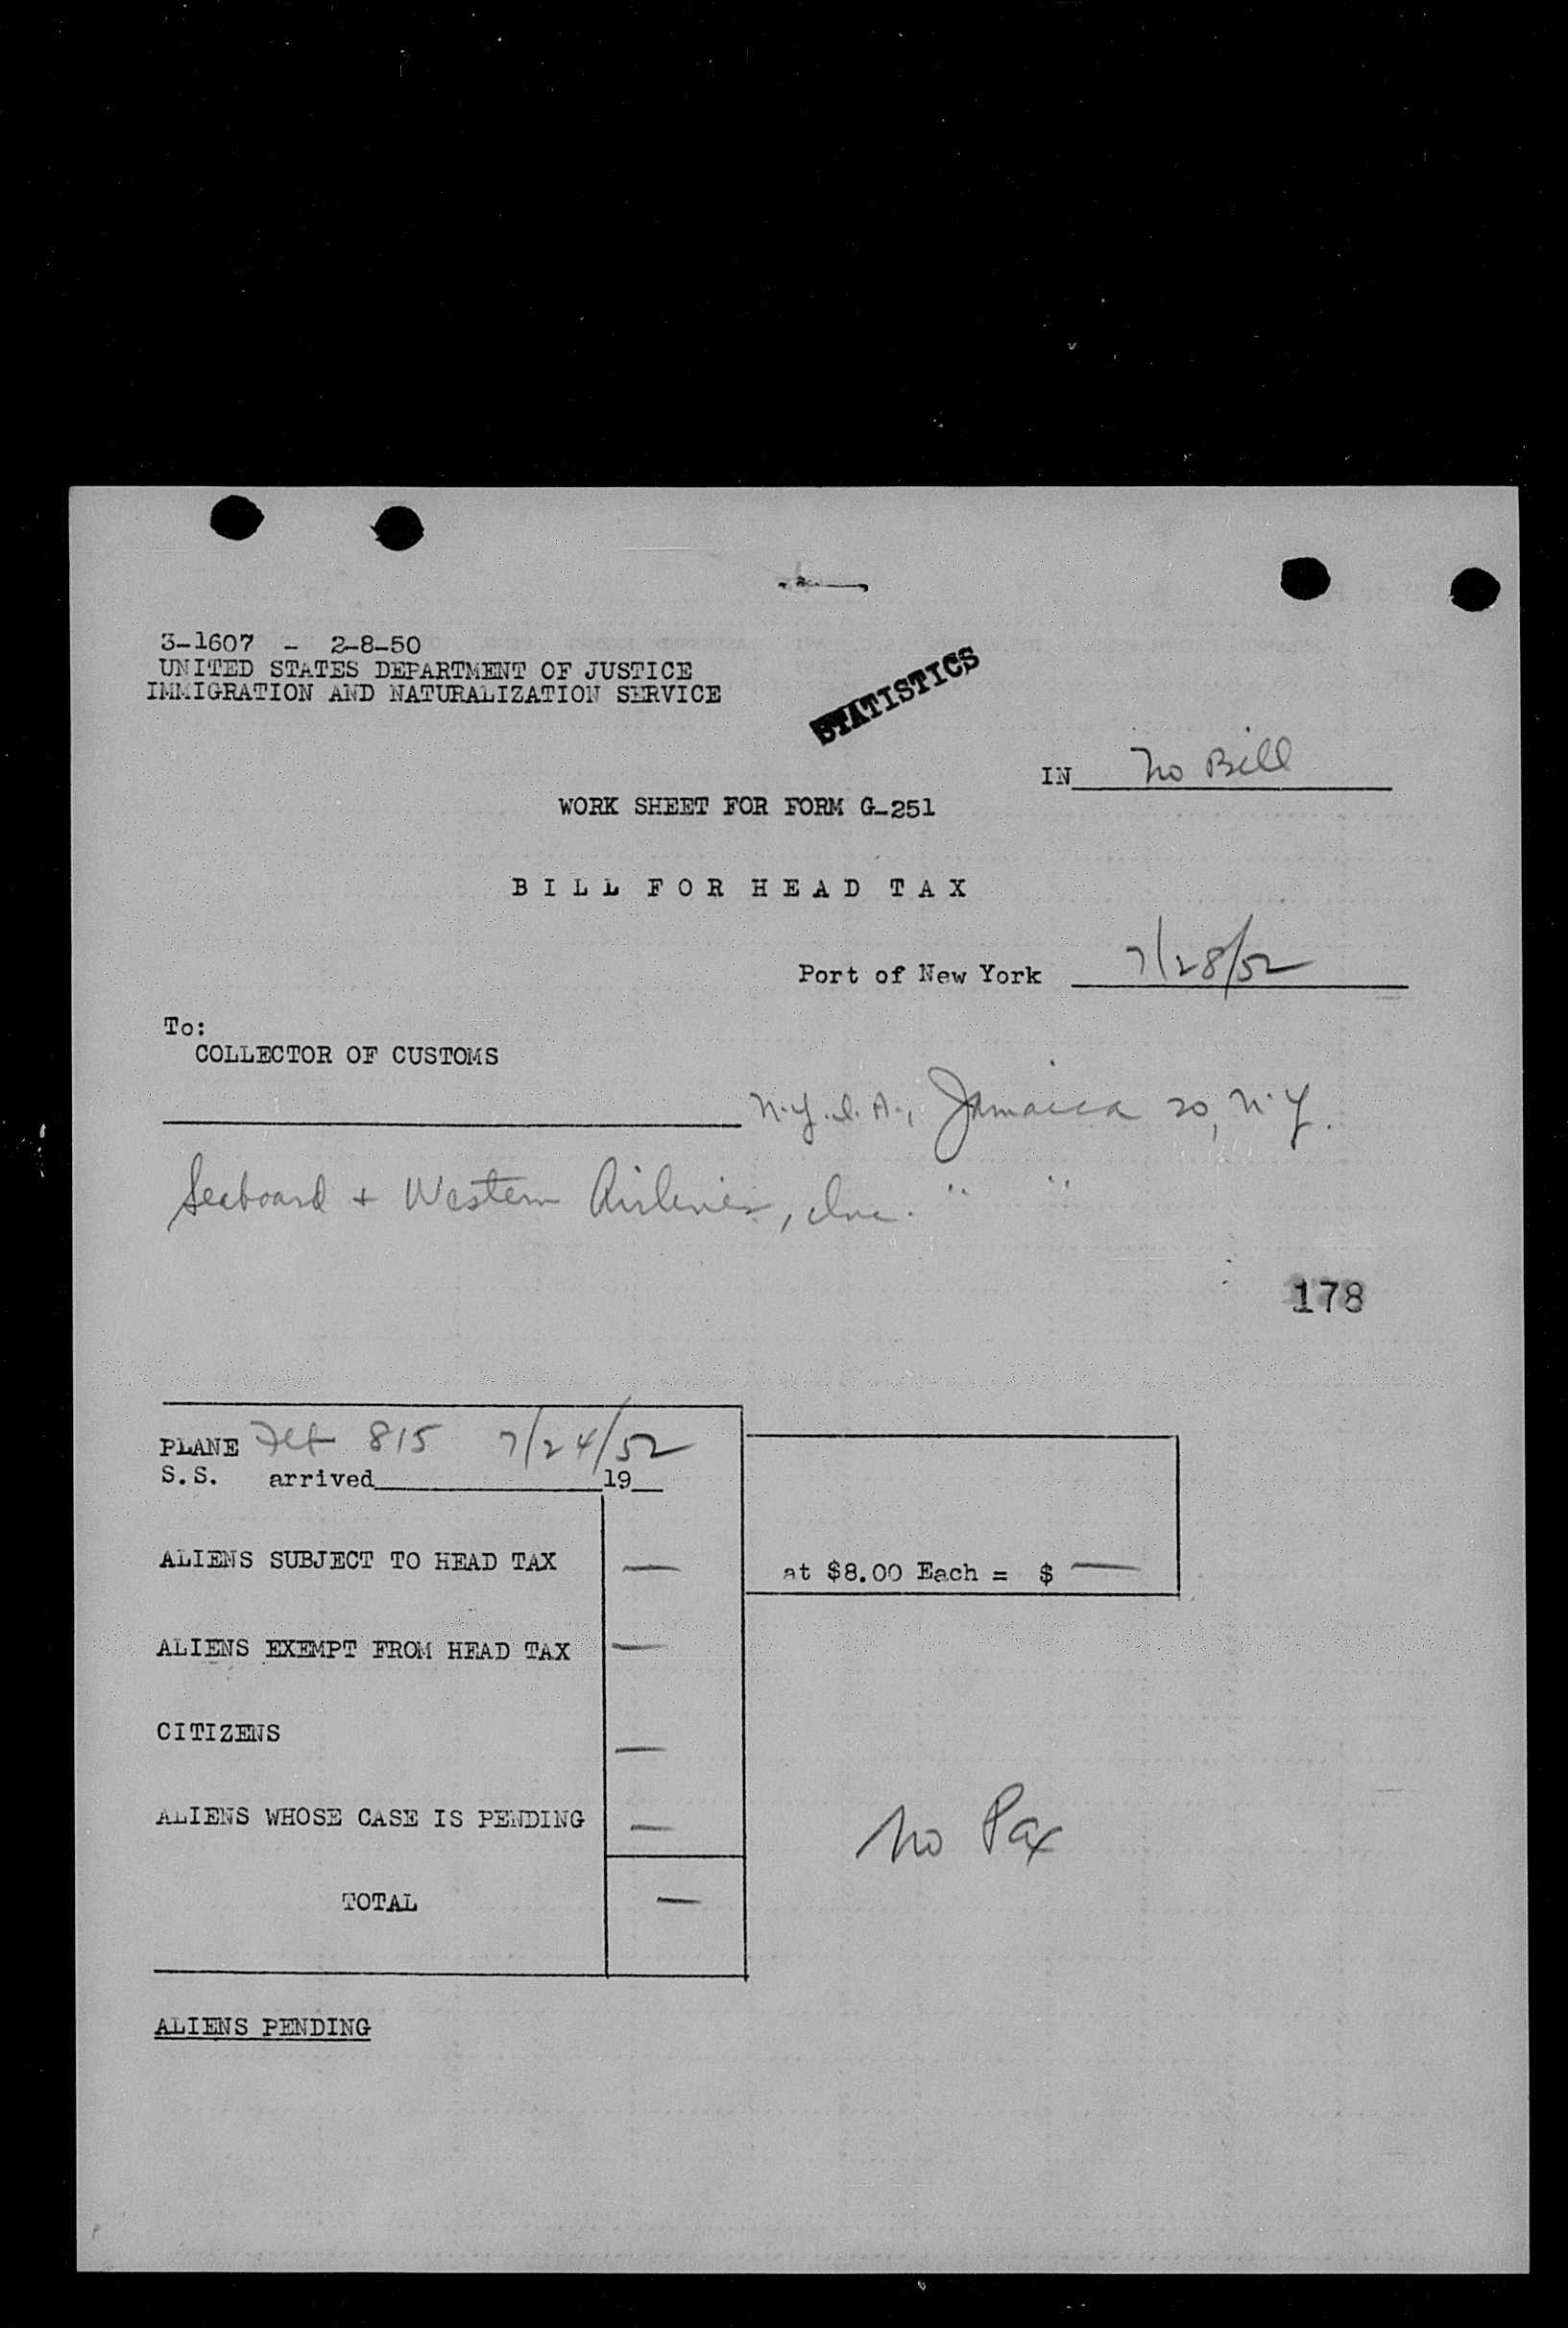 3-1607 - 2-8-50
UNITED STATES DEPARTMENT OF JUSTICE
IMMIGRATION AND NATURALIZATION SERVICE
STATISTICS
IN No Bill
WORK SHEET FOR FORM G-251
BILL FOR HEAD TAX
Port of New York 7/28/52
To:
COLLECTOR OF CUSTOMS
N.Y.I.A., Jamaica 20, N.Y.
Seaboard + Western Airlines, Inc. " "
178
PLANE Flt 815 7/24/52
S.S. arrived 19
ALIENS SUBJECT TO HEAD TAX —
at $8.00 Each = $ —
ALIENS EXEMPT FROM HEAD TAX —
CITIZENS —
ALIENS WHOSE CASE IS PENDING —
No Pax
TOTAL —
ALIENS PENDING